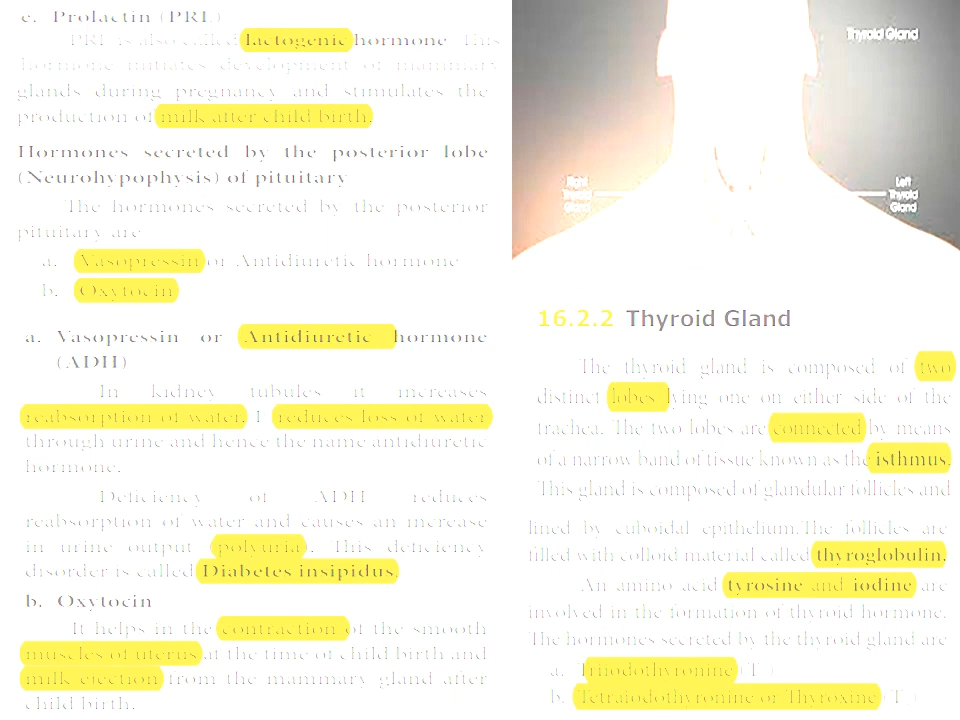 c. Prolactin (PRL)
PRL is also called lactogenic hormone. This
hormone initiates development of mammary
glands during pregnancy and stimulates the
production of milk after child birth.
Hormones secreted by the posterior lobe
(Neurohypophysis) of pituitary
The hormones secreted by the posterior
pituitary are
a. Vasopressin or Antidiuretic hormone
b. Oxytocin
a. Vasopressin or Antidiuretic hormone
(ADH)
In kidney tubules it increases
reabsorption of water. I reduces loss of water
through urine and hence the name antidiuretic
hormone.
Deficiency of ADH reduces
reabsorption of water and causes an increase
in urine output (polyuria). This deficiency
disorder is called Diabetes insipidus.
b. Oxytocin
It helps in the contraction of the smooth
muscles of uterus at the time of child birth and
milk ejection from the mammary gland after
child birth.
Thyroid Gland
Right
Thyroid
Gland
Left
Thyroid
Gland
16.2.2 Thyroid Gland
The thyroid gland is composed of two
distinct lobes lying one on either side of the
trachea. The two lobes are connected by means
of a narrow band of tissue known as the isthmus.
This gland is composed of glandular follicles and
lined by cuboidal epithelium. The follicles are
filled with colloid material called thyroglobulin.
An amino acid tyrosine and iodine are
involved in the formation of thyroid hormone.
The hormones secreted by the thyroid gland are
a. Triiodothyronine (T )
b. Tetraiodothyronine or Thyroxine (T )